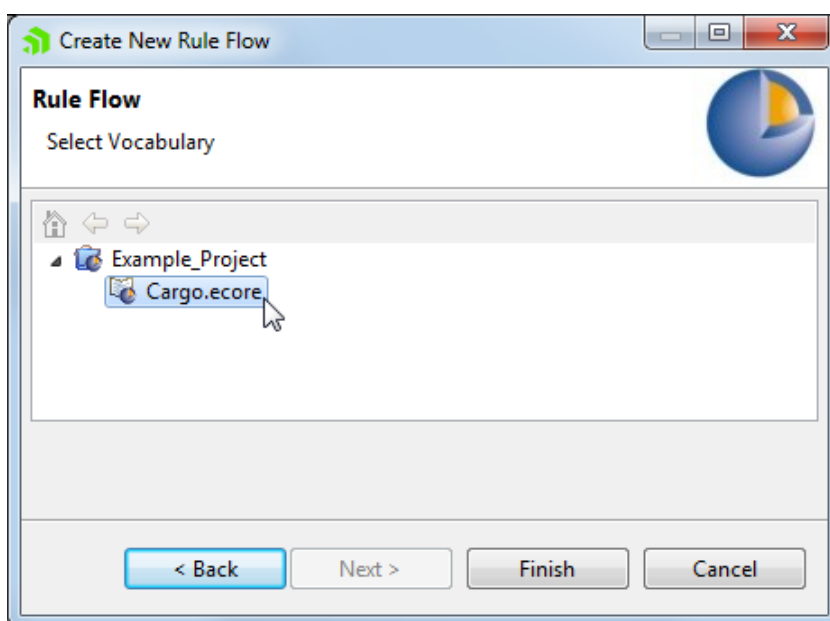 Create New Rule Flow
Rule Flow
Select Vocabulary
Example_Project
Cargo.ecore
< Back Next > Finish Cancel